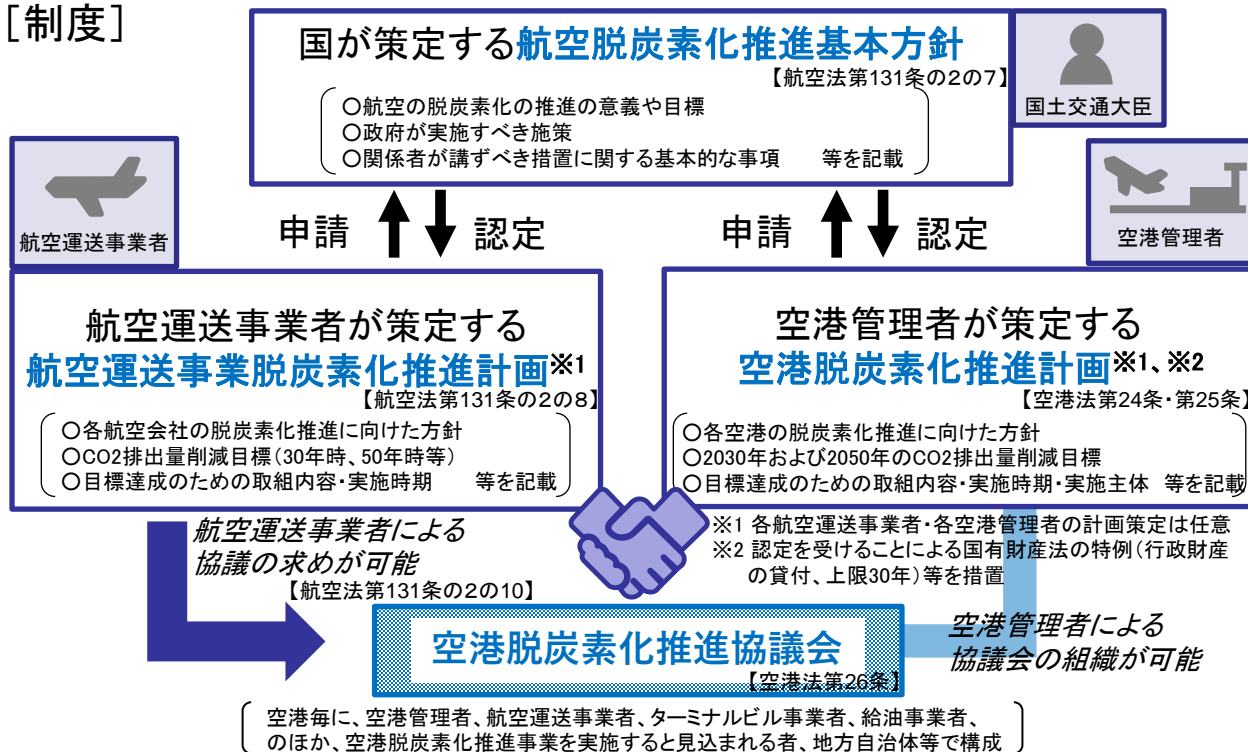 ［制度］
国が策定する航空脱炭素化推進基本方針
【航空法第131条の2の7】
○航空の脱炭素化の推進の意義や目標
○政府が実施すべき施策
○関係者が講ずべき措置に関する基本的な事項　等を記載
国土交通大臣
航空運送事業者
空港管理者
申請
認定
申請
認定
航空運送事業者が策定する
航空運送事業脱炭素化推進計画※1
【航空法第131条の2の8】
○各航空会社の脱炭素化推進に向けた方針
○CO2排出量削減目標（30年時、50年時等）
○目標達成のための取組内容・実施時期　等を記載
空港管理者が策定する
空港脱炭素化推進計画※1、※2
【空港法第24条・第25条】
○各空港の脱炭素化推進に向けた方針
○2030年および2050年のCO2排出量削減目標
○目標達成のための取組内容・実施時期・実施主体　等を記載
※1 各航空運送事業者・各空港管理者の計画策定は任意
※2 認定を受けることによる国有財産法の特例（行政財産
の貸付、上限30年）等を措置
航空運送事業者による
協議の求めが可能
【航空法第131条の2の10】
空港脱炭素化推進協議会
【空港法第26条】
空港管理者による
協議会の組織が可能
空港毎に、空港管理者、航空運送事業者、ターミナルビル事業者、給油事業者、
のほか、空港脱炭素化推進事業を実施すると見込まれる者、地方自治体等で構成